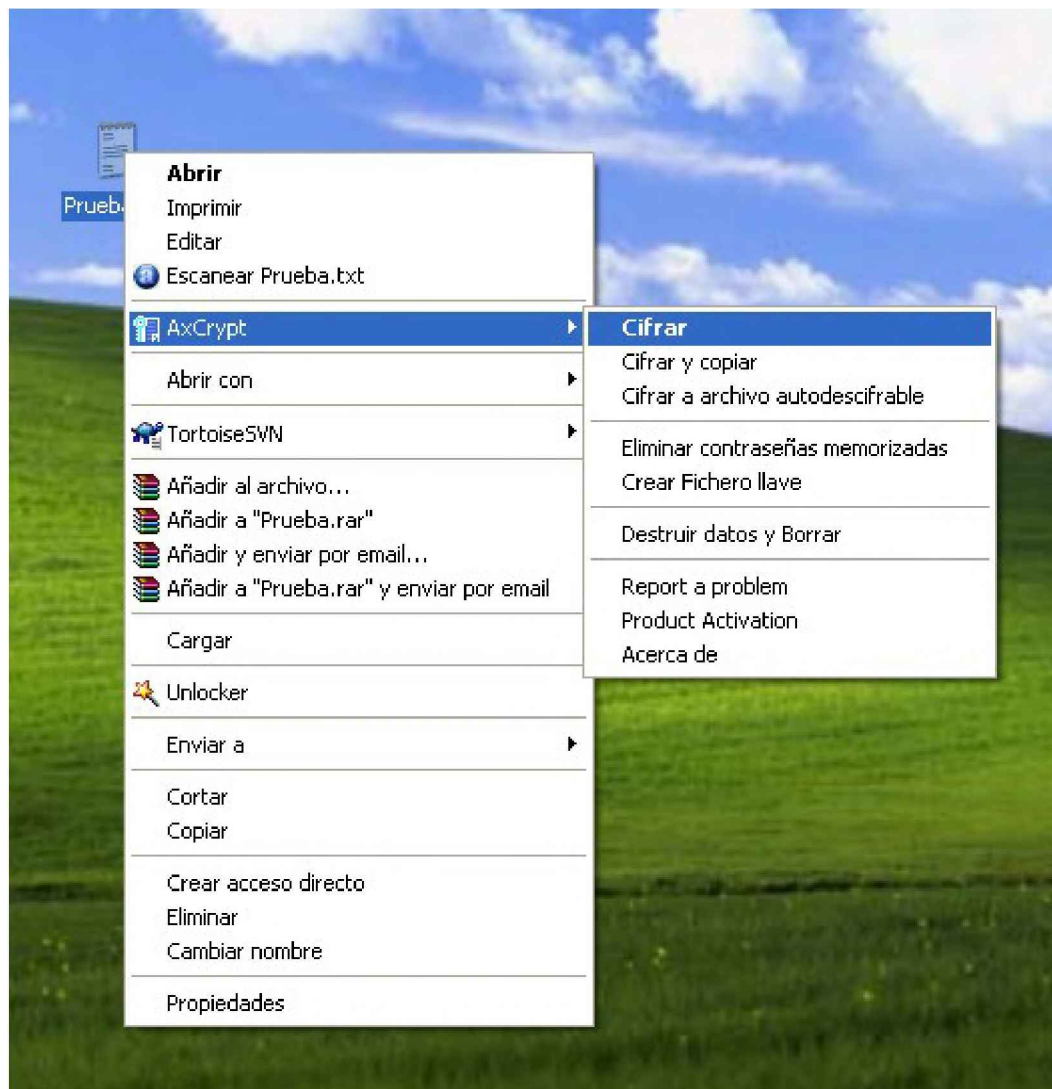 Abrir
Imprimir
Editar
Escanear Prueba.txt
AxCrypt
Abrir con
TortoiseSVN
Añadir al archivo...
Añadir a "Prueba.rar"
Añadir y enviar por email...
Añadir a "Prueba.rar" y enviar por email
Cargar
Unlocker
Enviar a
Cortar
Copiar
Crear acceso directo
Eliminar
Cambiar nombre
Propiedades
Cifrar
Cifrar y copiar
Cifrar a archivo autodescifrable
Eliminar contraseñas memorizadas
Crear Fichero llave
Destruir datos y Borrar
Report a problem
Product Activation
Acerca de